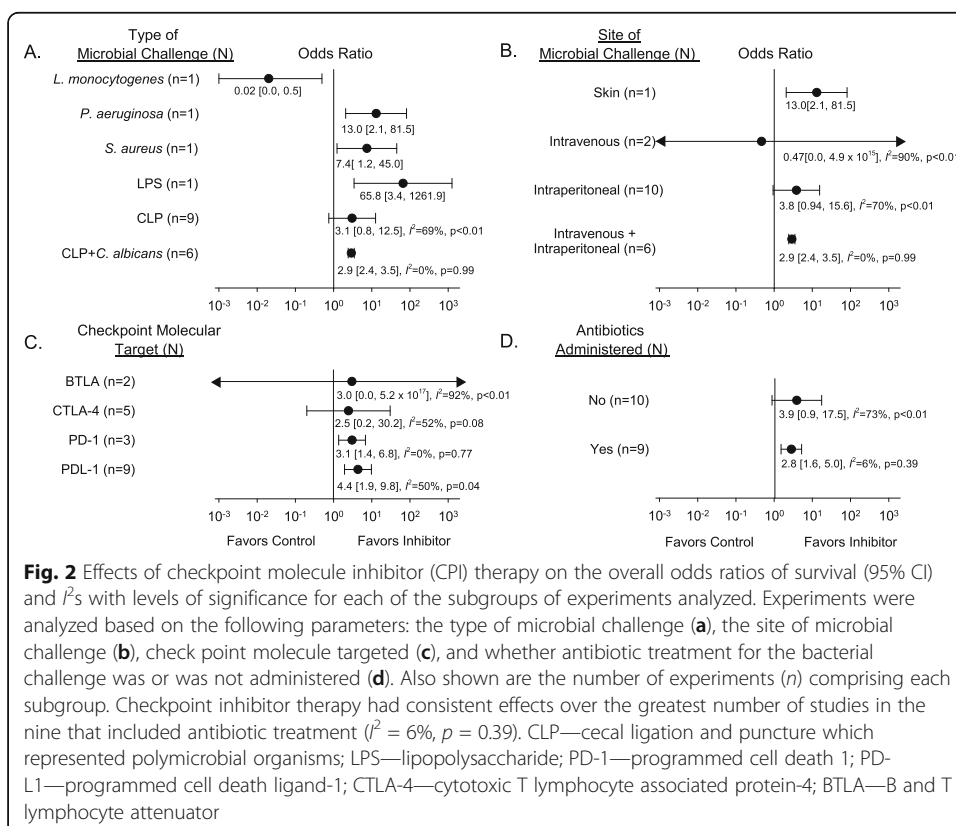 A.
Type of
Microbial Challenge (N)
Odds Ratio
L. monocytogenes (n=1)
0.02 [0.0, 0.5]
P. aeruginosa (n=1)
13.0 [2.1, 81.5]
S. aureus (n=1)
7.4[ 1.2, 45.0]
LPS (n=1)
65.8 [3.4, 1261.9]
CLP (n=9)
3.1 [0.8, 12.5], I²=69%, p<0.01
CLP+C. albicans (n=6)
2.9 [2.4, 3.5], I²=0%, p=0.99
10⁻³ 10⁻² 10⁻¹ 10⁰ 10¹ 10² 10³
B.
Site of
Microbial Challenge (N)
Odds Ratio
Skin (n=1)
13.0[2.1, 81.5]
Intravenous (n=2)
0.47[0.0, 4.9 x 10¹⁵], I²=90%, p<0.01
Intraperitoneal (n=10)
3.8 [0.94, 15.6], I²=70%, p<0.01
Intravenous +
Intraperitoneal (n=6)
2.9 [2.4, 3.5], I²=0%, p=0.99
10⁻³ 10⁻² 10⁻¹ 10⁰ 10¹ 10² 10³
C.
Checkpoint Molecular
Target (N)
BTLA (n=2)
3.0 [0.0, 5.2 x 10¹⁷], I²=92%, p<0.01
CTLA-4 (n=5)
2.5 [0.2, 30.2], I²=52%, p=0.08
PD-1 (n=3)
3.1 [1.4, 6.8], I²=0%, p=0.77
PDL-1 (n=9)
4.4 [1.9, 9.8], I²=50%, p=0.04
10⁻³ 10⁻² 10⁻¹ 10⁰ 10¹ 10² 10³
Favors Control Favors Inhibitor
D.
Antibiotics
Administered (N)
No (n=10)
3.9 [0.9, 17.5], I²=73%, p<0.01
Yes (n=9)
2.8 [1.6, 5.0], I²=6%, p=0.39
10⁻³ 10⁻² 10⁻¹ 10⁰ 10¹ 10² 10³
Favors Control Favors Inhibitor
Fig. 2 Effects of checkpoint molecule inhibitor (CPI) therapy on the overall odds ratios of survival (95% CI)
and I²s with levels of significance for each of the subgroups of experiments analyzed. Experiments were
analyzed based on the following parameters: the type of microbial challenge (a), the site of microbial
challenge (b), check point molecule targeted (c), and whether antibiotic treatment for the bacterial
challenge was or was not administered (d). Also shown are the number of experiments (n) comprising each
subgroup. Checkpoint inhibitor therapy had consistent effects over the greatest number of studies in the
nine that included antibiotic treatment (I² = 6%, p = 0.39). CLP—cecal ligation and puncture which
represented polymicrobial organisms; LPS—lipopolysaccharide; PD-1—programmed cell death 1; PD-
L1—programmed cell death ligand-1; CTLA-4—cytotoxic T lymphocyte associated protein-4; BTLA—B and T
lymphocyte attenuator